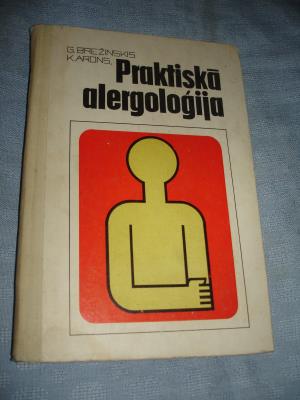 G. BREŽINSKIS
K. ARONS,
Praktiskā
alergoloģija